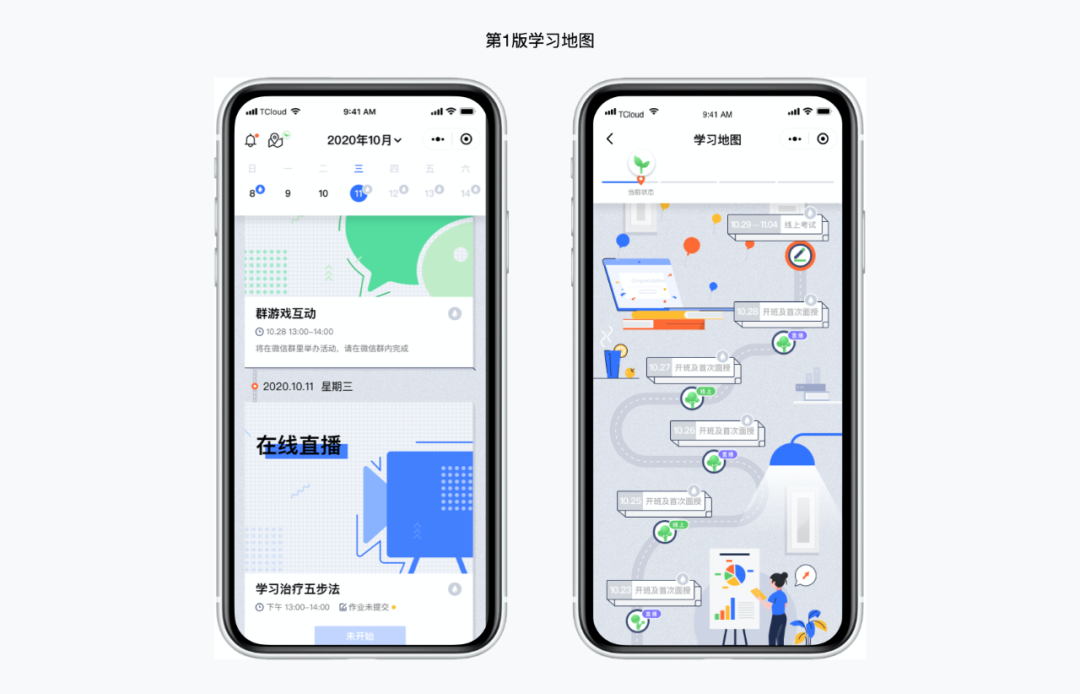 第1版学习地图
TCloud
9:41 AM
2020年10月
日 一 二 三 四 五 六
8 9 10 11 12 13 14
群游戏互动
10.28 13:00-14:00
将在微信群里举办活动，请在微信群内完成
2020.10.11 星期三
在线直播
学习治疗五步法
下午 13:00-14:00 作业未提交
未开始
TCloud
9:41 AM
学习地图
当前状态
10.29 - 11.04 线上考试
10.28 开班及首次面授
直播
10.27 开班及首次面授
线上
10.26 开班及首次面授
直播
10.25 开班及首次面授
线上
10.23 开班及首次面授
直播